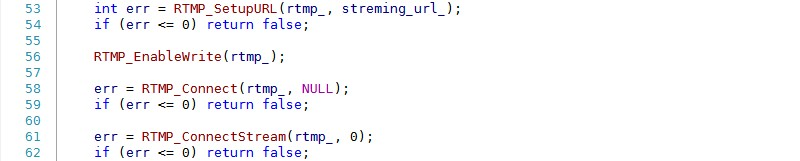 53 int err = RTMP_SetupURL(rtmp_, streming_url_);
54 if (err <= 0) return false;
55
56 RTMP_EnableWrite(rtmp_);
57
58 err = RTMP_Connect(rtmp_, NULL);
59 if (err <= 0) return false;
60
61 err = RTMP_ConnectStream(rtmp_, 0);
62 if (err <= 0) return false;